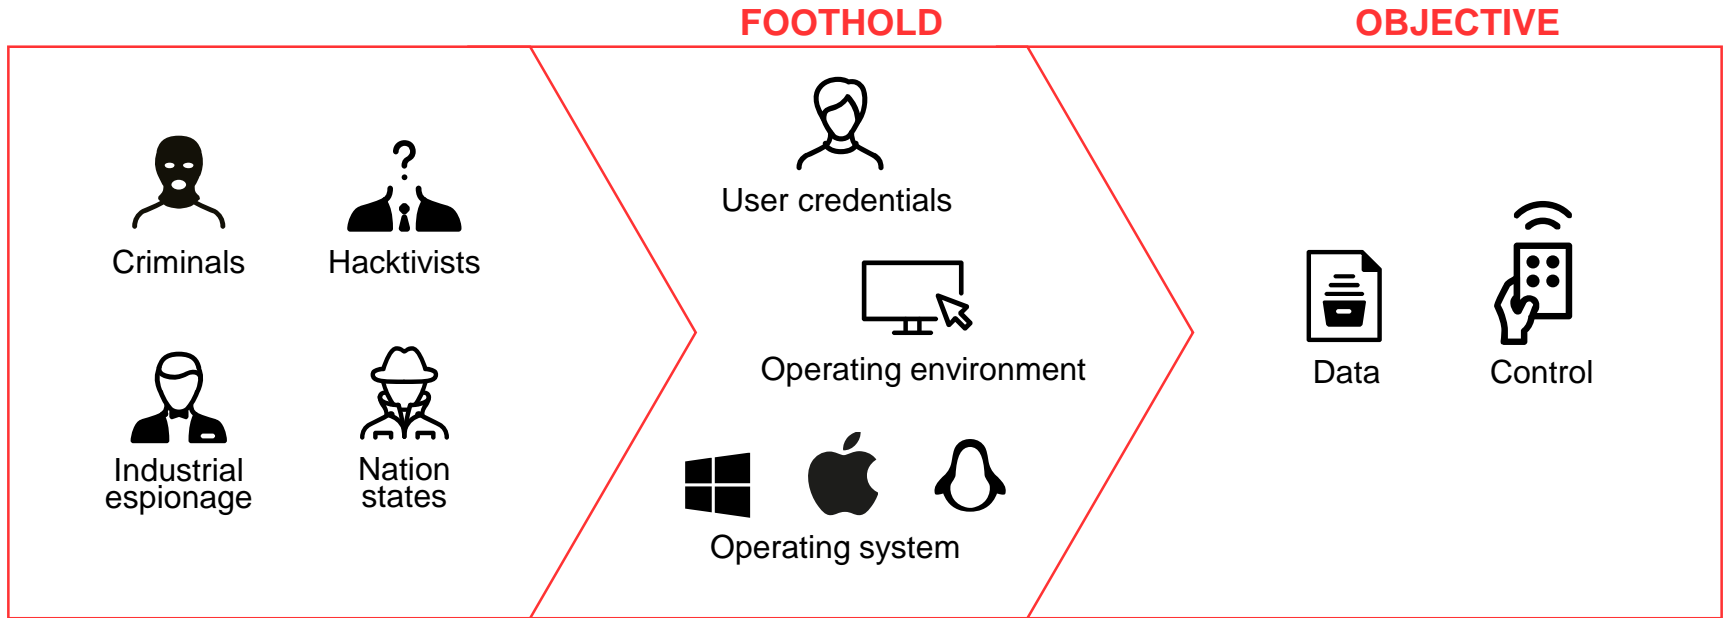 FOOTHOLD
OBJECTIVE
Criminals
Hacktivists
Industrial
espionage
Nation
states
User credentials
Operating environment
Operating system
Data
Control